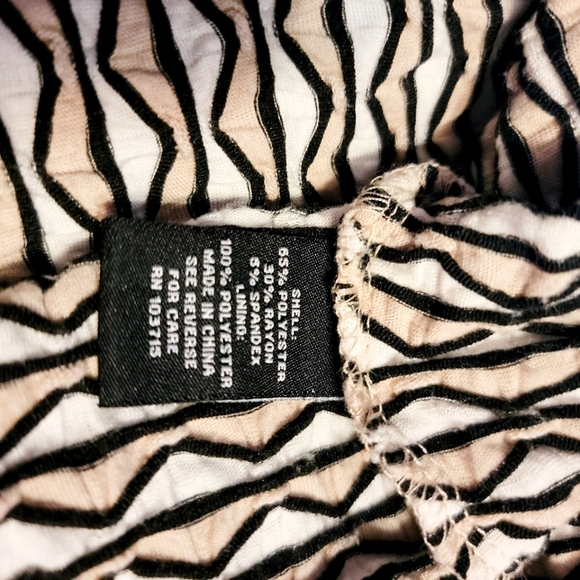 SHELL:
65% POLYESTER
30% RAYON
5% SPANDEX
LINING:
100% POLYESTER
MADE IN CHINA
SEE REVERSE
FOR CARE
RN 103715